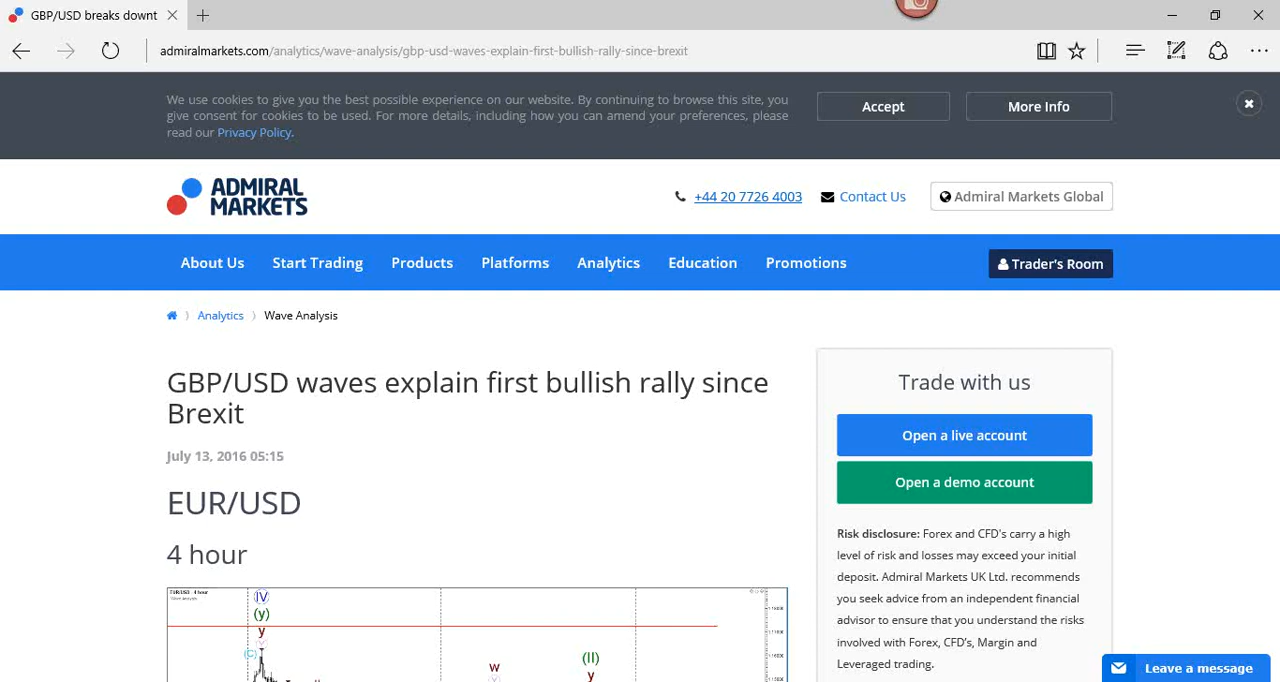 GBP/USD breaks downt
admiralmarkets.com/analytics/wave-analysis/gbp-usd-waves-explain-first-bullish-rally-since-brexit
We use cookies to give you the best possible experience on our website. By continuing to browse this site, you
give consent for cookies to be used. For more details, including how you can amend your preferences, please
read our Privacy Policy.
Accept
More Info
ADMIRAL
MARKETS
+44 20 7726 4003
Contact Us
Admiral Markets Global
About Us
Start Trading
Products
Platforms
Analytics
Education
Promotions
Trader's Room
Analytics
Wave Analysis
GBP/USD waves explain first bullish rally since
Brexit
July 13, 2016 05:15
EUR/USD
4 hour
IV
(y)
y
(C)
w
(II)
y
Trade with us
Open a live account
Open a demo account
Risk disclosure: Forex and CFD's carry a high
level of risk and losses may exceed your initial
deposit. Admiral Markets UK Ltd. recommends
you seek advice from an independent financial
advisor to ensure that you understand the risks
involved with Forex, CFD's, Margin and
Leveraged trading.
Leave a message